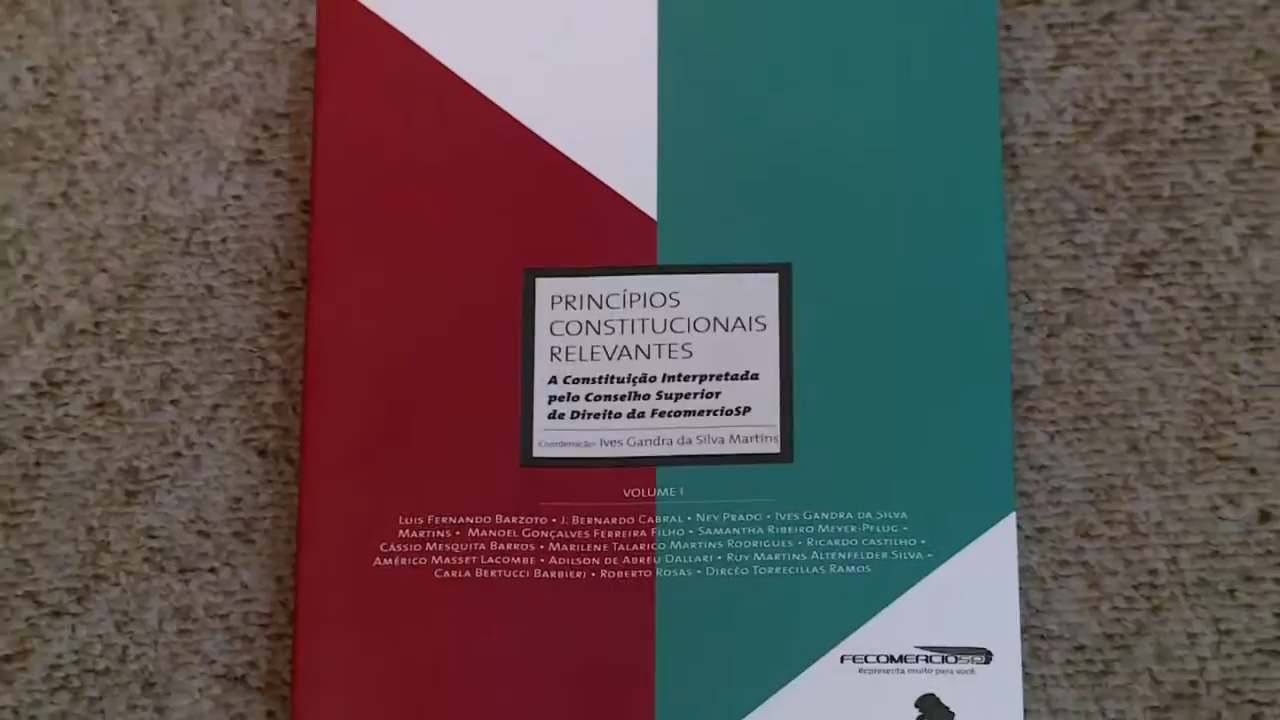 PRINCÍPIOS
CONSTITUCIONAIS
RELEVANTES
A Constituição Interpretada
pelo Conselho Superior
de Direito da FecomercioSP
Coordenação Ives Gandra da Silva Martins
VOLUME I
LUIS FERNANDO BARZOTO • J. BERNARDO CABRAL • NEY PRADO • IVES GANDRA DA SILVA
MARTINS • MANOEL GONÇALVES FERREIRA FILHO • SAMANTHA RIBEIRO MEYER-PFLUG •
CÁSSIO MESQUITA BARROS • MARILENE TALARICO MARTINS RODRIGUES • RICARDO CASTILHO •
AMÉRICO MASSET LACOMBE • ADILSON DE ABREU DALLARI • RUY MARTINS ALTENFELDER SILVA •
CARLA BERTUCCI BARBIERI • ROBERTO ROSAS • DIRCÊO TORRECILLAS RAMOS
FECOMERCIOSP
Representa muito para você.